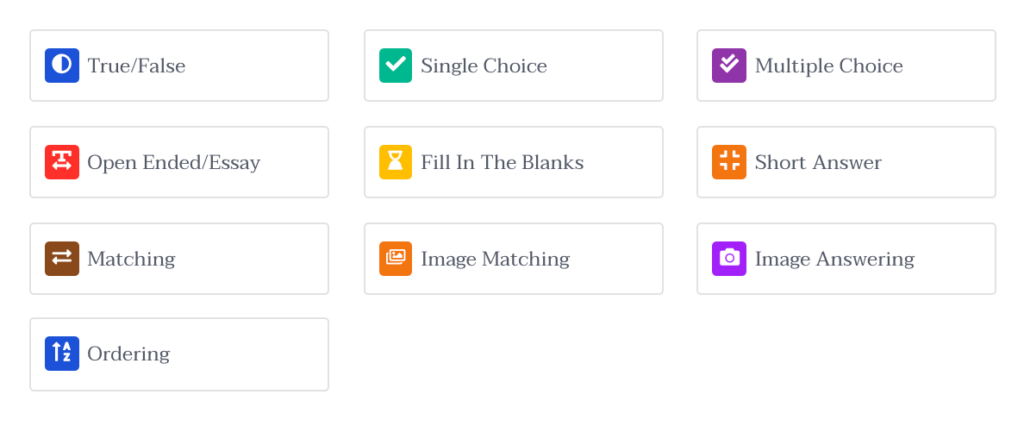 True/False
Single Choice
Multiple Choice
Open Ended/Essay
Fill In The Blanks
Short Answer
Matching
Image Matching
Image Answering
Ordering